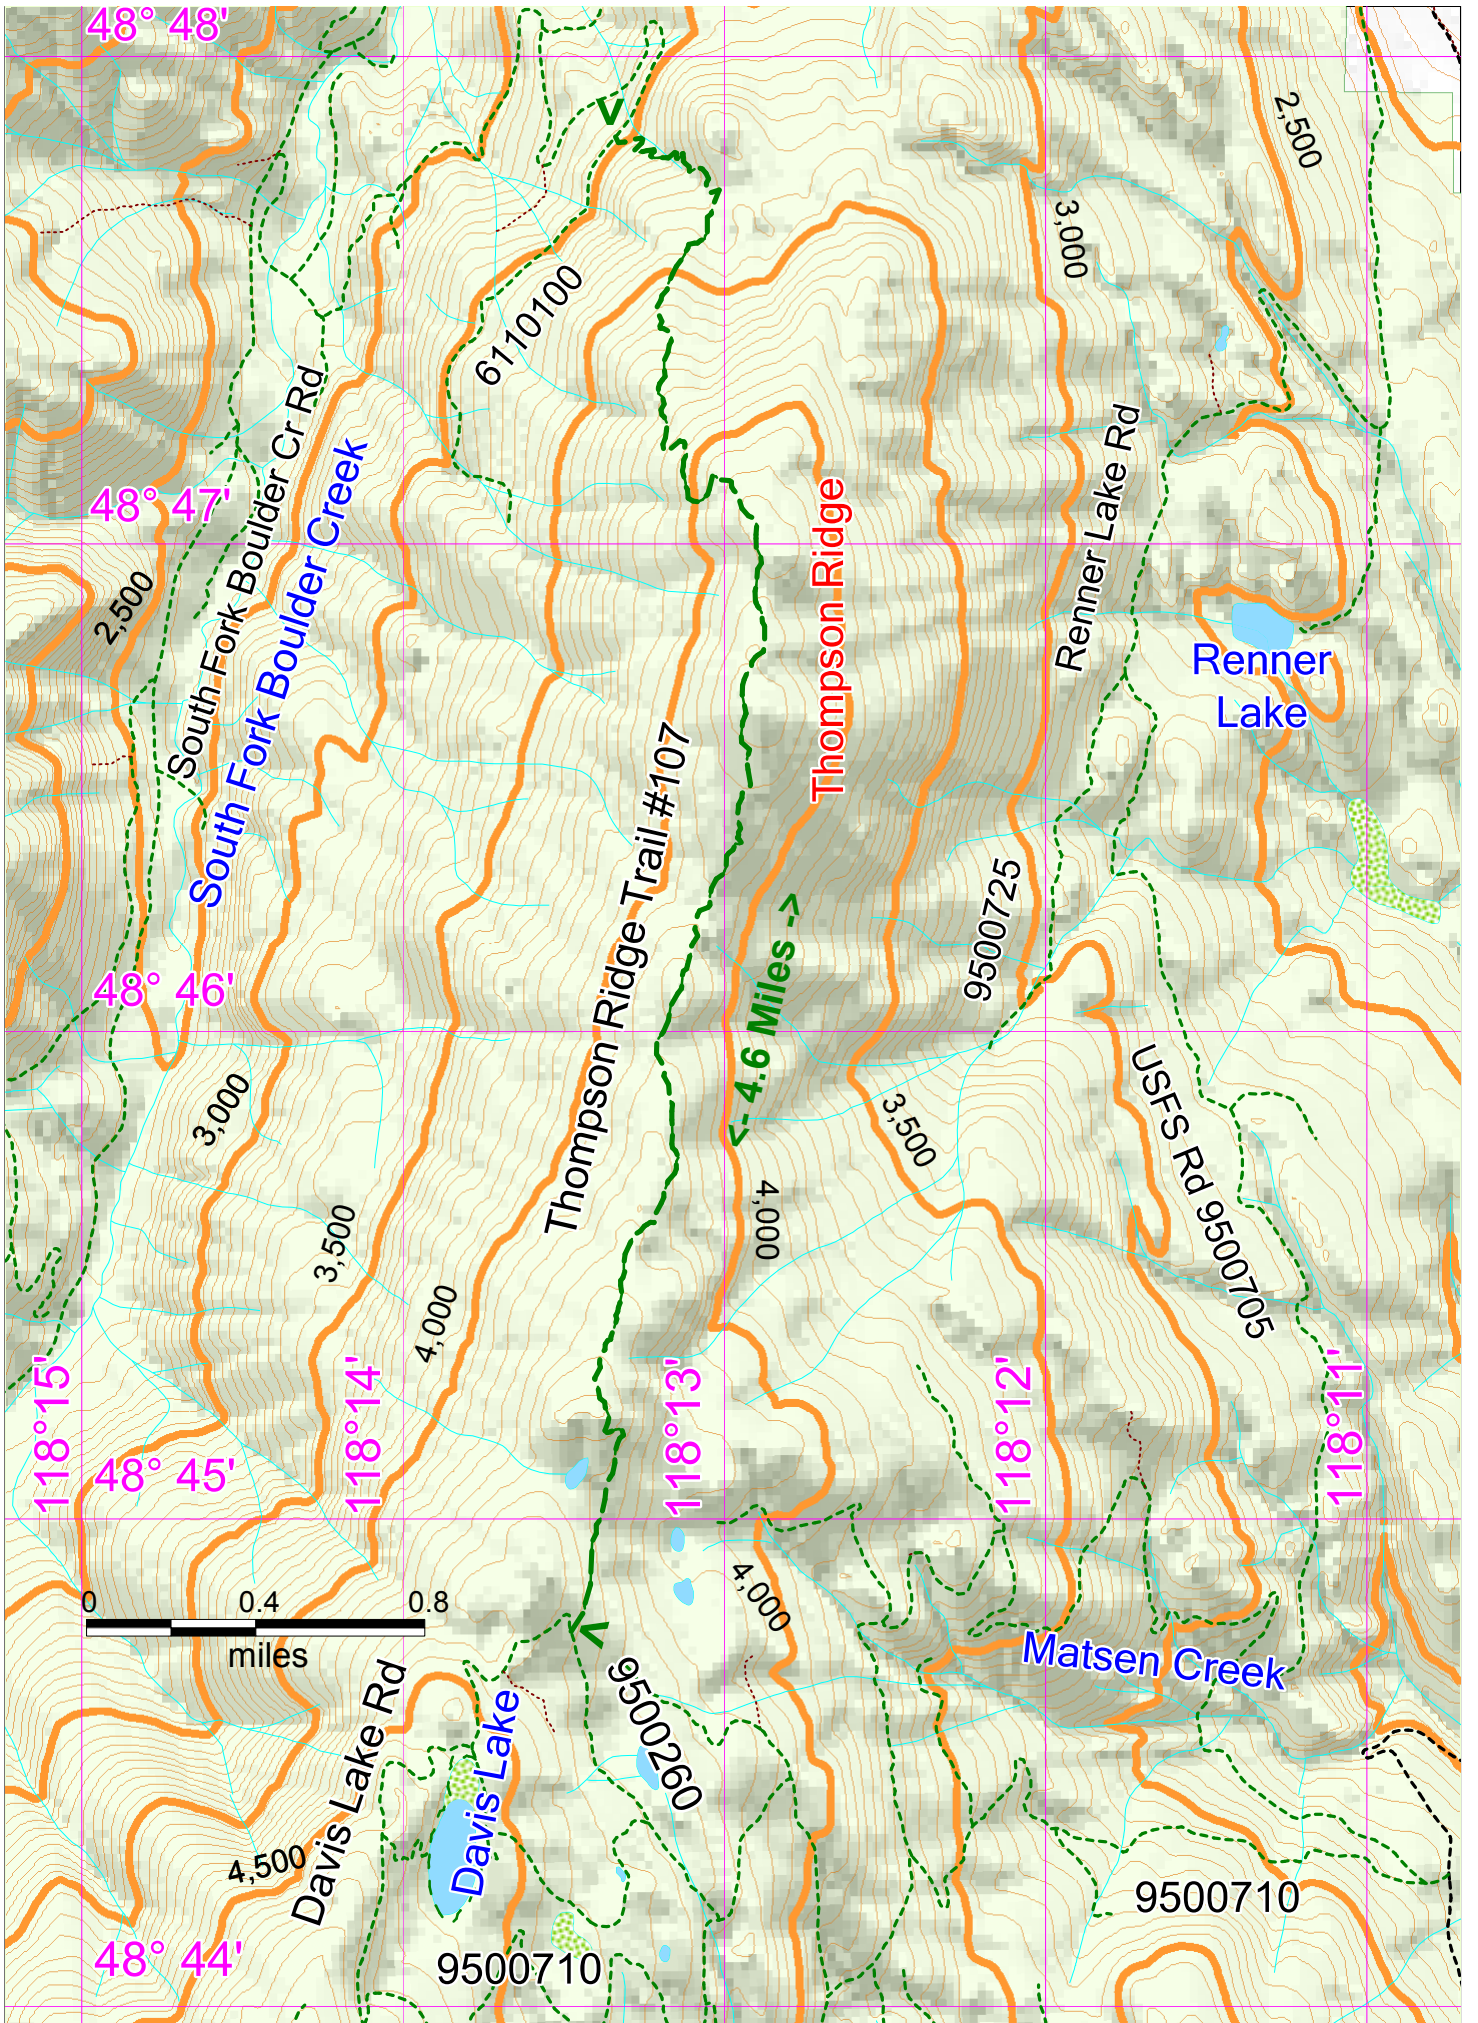 48° 48'
V
2,500
3,000
6110100
South Fork Boulder Cr Rd
South Fork Boulder Creek
48° 47'
Thompson Ridge
Renner Lake Rd
2,500
Renner
Lake
Thompson Ridge Trail #107
9500725
<- 4.6 Miles ->
48° 46'
3,000
3,500
USFS Rd 9500705
4,000
3,500
4,000
118°15'
118°14'
118°13'
118°12'
118°11'
48° 45'
4,000
0 0.4 0.8
miles
<
Matsen Creek
9500260
Davis Lake Rd
Davis Lake
4,500
9500710
48° 44'
9500710